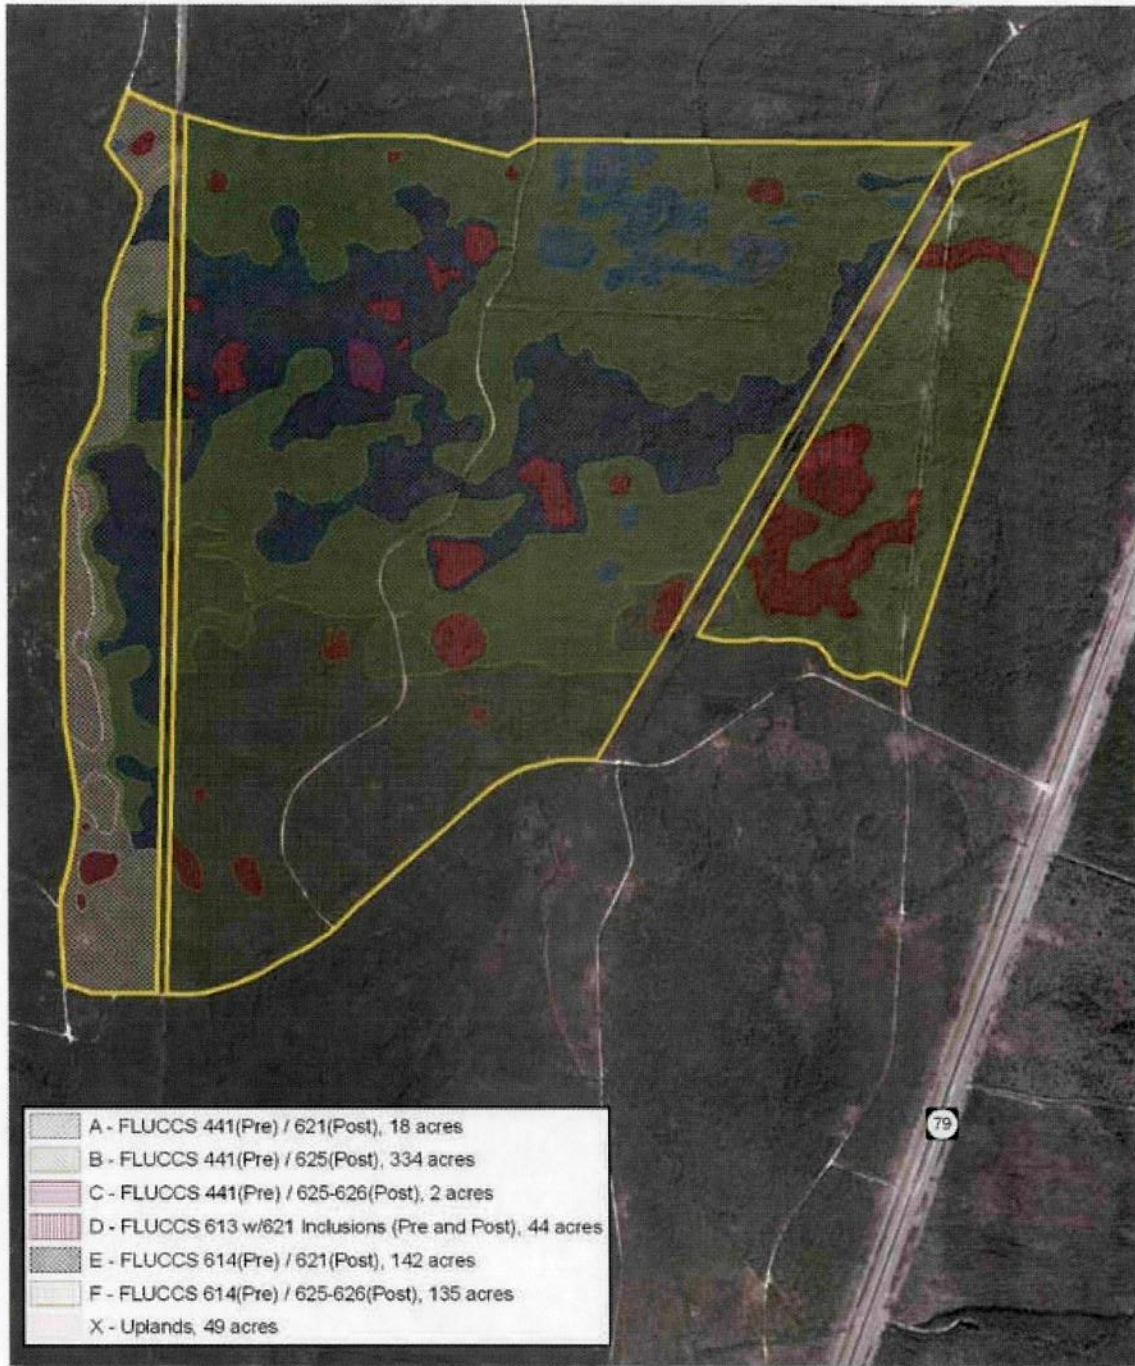 79
A - FLUCCS 441(Pre) / 621(Post), 18 acres
B - FLUCCS 441(Pre) / 625(Post), 334 acres
C - FLUCCS 441(Pre) / 625-626(Post), 2 acres
D - FLUCCS 613 w/621 Inclusions (Pre and Post), 44 acres
E - FLUCCS 614(Pre) / 621(Post), 142 acres
F - FLUCCS 614(Pre) / 625-626(Post), 135 acres
X - Uplands, 49 acres